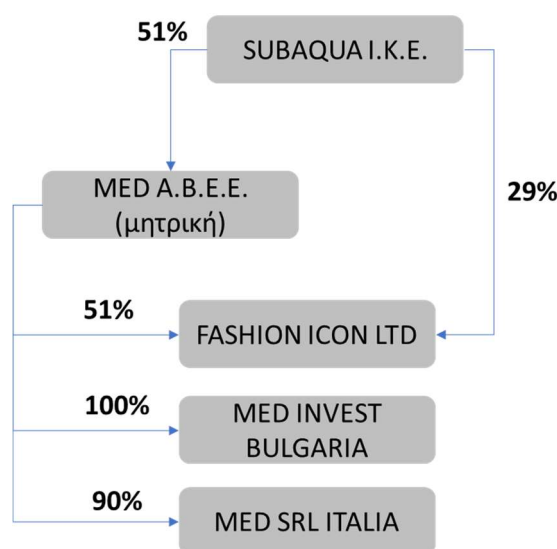 51%
SUBAQUA Ι.Κ.Ε.
MED Α.Β.Ε.Ε.
(μητρική)
29%
51%
FASHION ICON LTD
100%
MED INVEST
BULGARIA
90%
MED SRL ITALIA